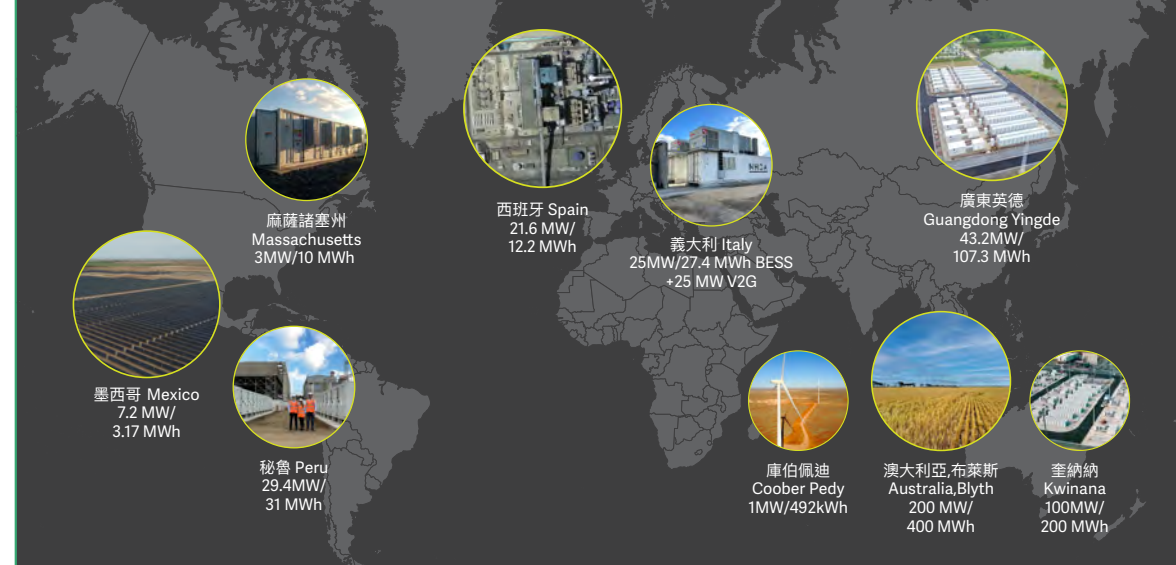 麻薩諸塞州
Massachusetts
3MW/10 MWh
西班牙 Spain
21.6 MW/
12.2 MWh
NHOA
義大利 Italy
25MW/27.4 MWh BESS
+25 MW V2G
廣東英德
Guangdong Yingde
43.2MW/
107.3 MWh
墨西哥 Mexico
7.2 MW/
3.17 MWh
秘魯 Peru
29.4MW/
31 MWh
庫伯佩迪
Coober Pedy
1MW/492kWh
澳大利亞,布萊斯
Australia,Blyth
200 MW/
400 MWh
奎納納
Kwinana
100MW/
200 MWh